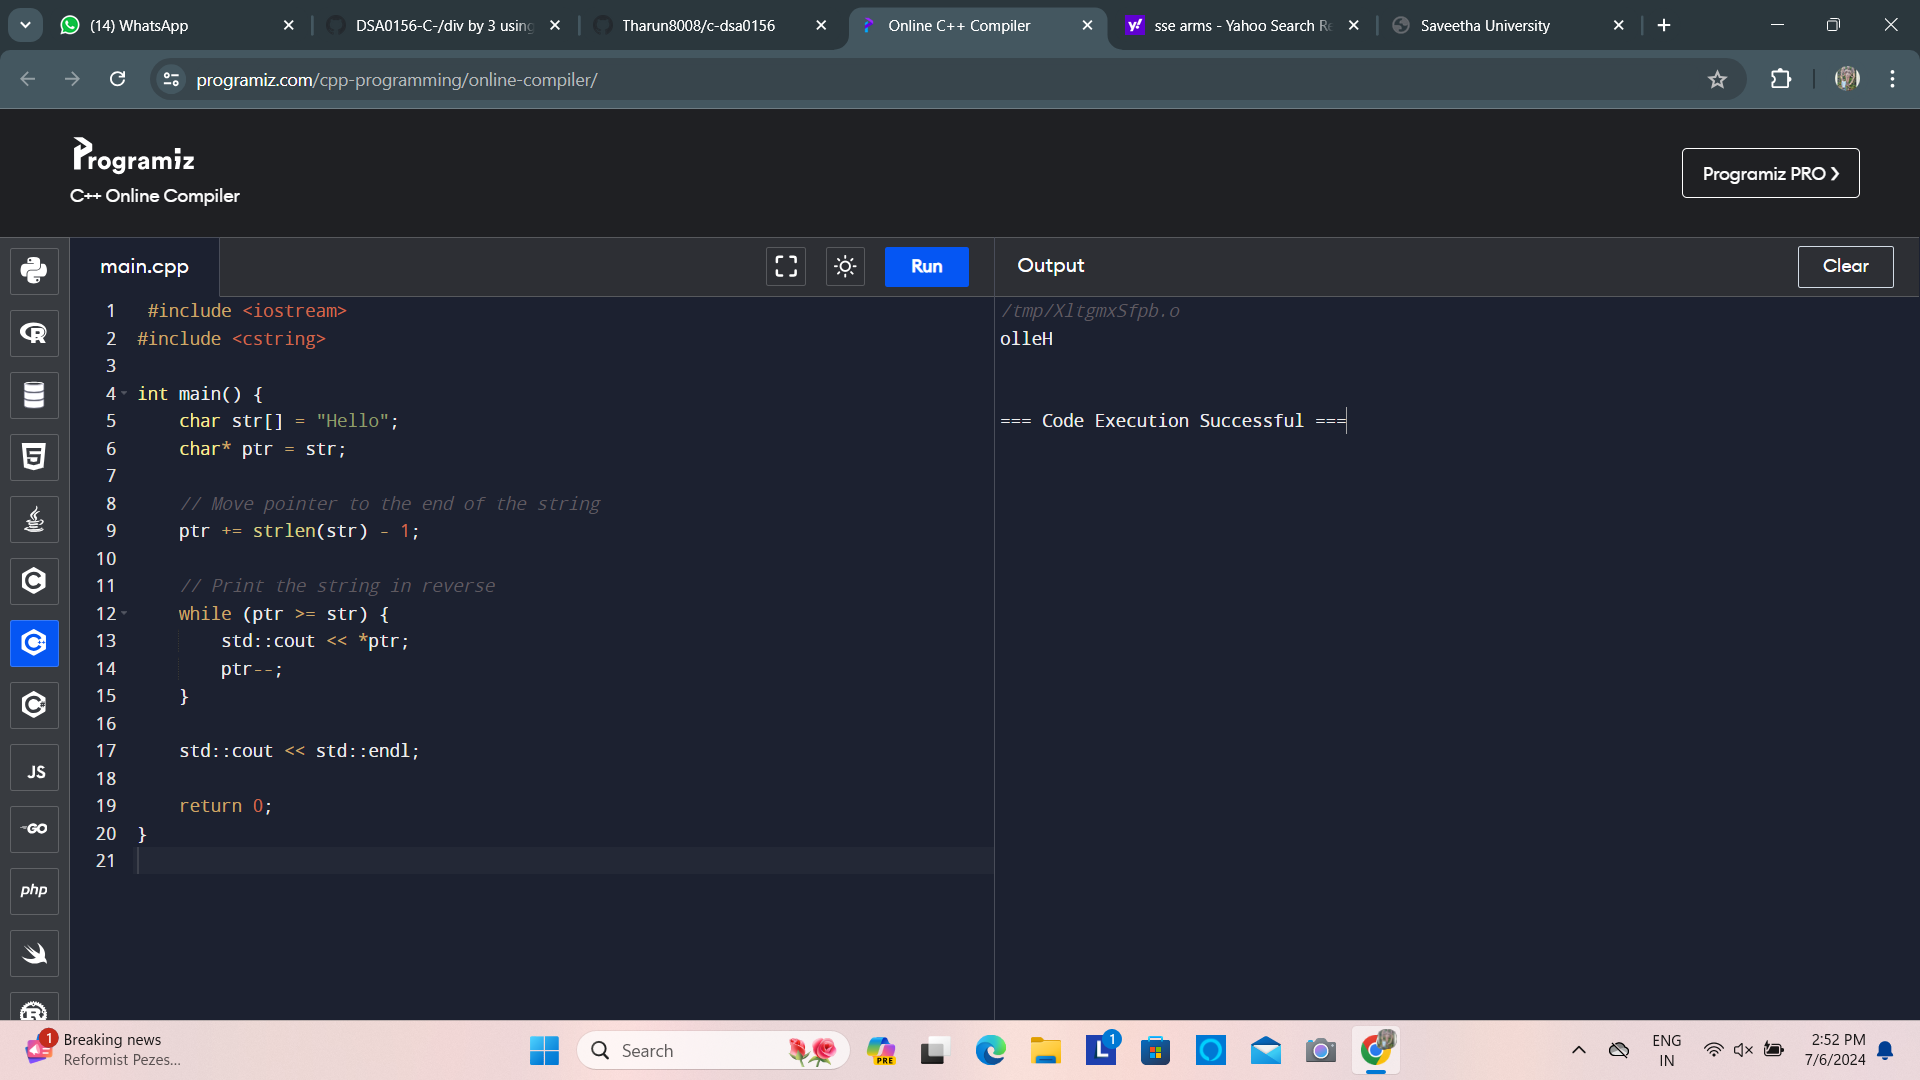 (14) WhatsApp
DSA0156-C-/div by 3 using
Tharun8008/c-dsa0156
Online C++ Compiler
sse arms - Yahoo Search Re
Saveetha University
programiz.com/cpp-programming/online-compiler/
Programiz
C++ Online Compiler
Programiz PRO
main.cpp
Run
Output
Clear
1 #include <iostream>
2 #include <cstring>
3
4 int main() {
5 char str[] = "Hello";
6 char* ptr = str;
7
8 // Move pointer to the end of the string
9 ptr += strlen(str) - 1;
10
11 // Print the string in reverse
12 while (ptr >= str) {
13 std::cout << *ptr;
14 ptr--;
15 }
16
17 std::cout << std::endl;
18
19 return 0;
20 }
21
/tmp/XltgmxSfpb.o
olleH
=== Code Execution Successful ===
JS
GO
php
1
Breaking news
Reformist Pezes...
Search
PRE
L
1
ENG
IN
2:52 PM
7/6/2024